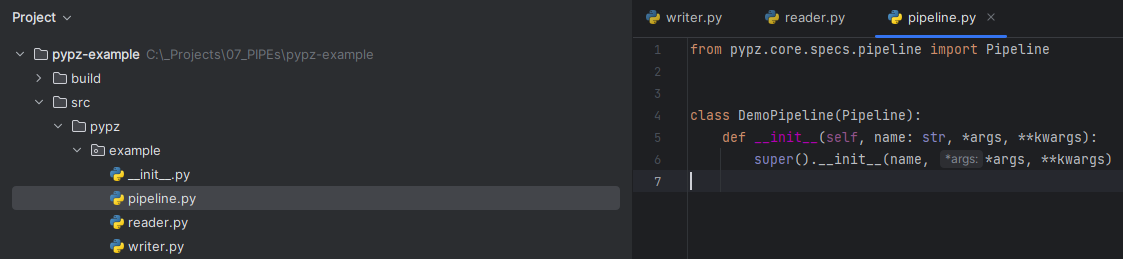 Project
pypz-example C:\_Projects\07_PIPEs\pypz-example
build
src
pypz
example
__init__.py
pipeline.py
reader.py
writer.py
writer.py reader.py pipeline.py
1 from pypz.core.specs.pipeline import Pipeline
2
3
4 class DemoPipeline(Pipeline):
5 def __init__(self, name: str, *args, **kwargs):
6 super().__init__(name, *args: *args, **kwargs)
7